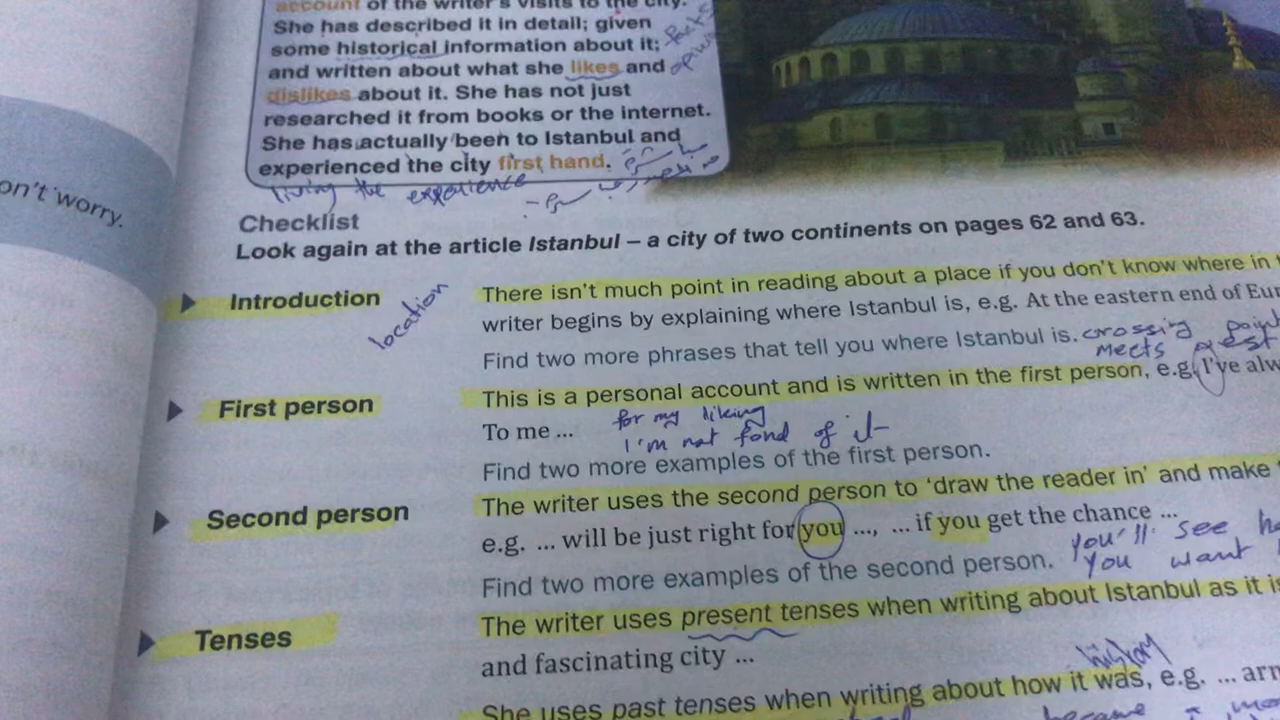 account of the writer's visits to the city.
She has described it in detail; given
some historical information about it; facts
and written about what she likes and
dislikes about it. She has not just
researched it from books or the internet.
She has actually been to Istanbul and
experienced the city first hand.
living the experience
on't worry.
Checklist
Look again at the article Istanbul – a city of two continents on pages 62 and 63.
Introduction
location
There isn't much point in reading about a place if you don't know where in
writer begins by explaining where Istanbul is, e.g. At the eastern end of Eur
Find two more phrases that tell you where Istanbul is. crossing point
meets
First person
This is a personal account and is written in the first person, e.g. I've alw
To me ... for my liking
I'm not fond of it
Find two more examples of the first person.
Second person
The writer uses the second person to 'draw the reader in' and make
e.g. ... will be just right for you ..., ... if you get the chance ...
Find two more examples of the second person. you'll see
you want
Tenses
The writer uses present tenses when writing about Istanbul as it is
and fascinating city ...
history
She uses past tenses when writing about how it was, e.g. ... arr
became a